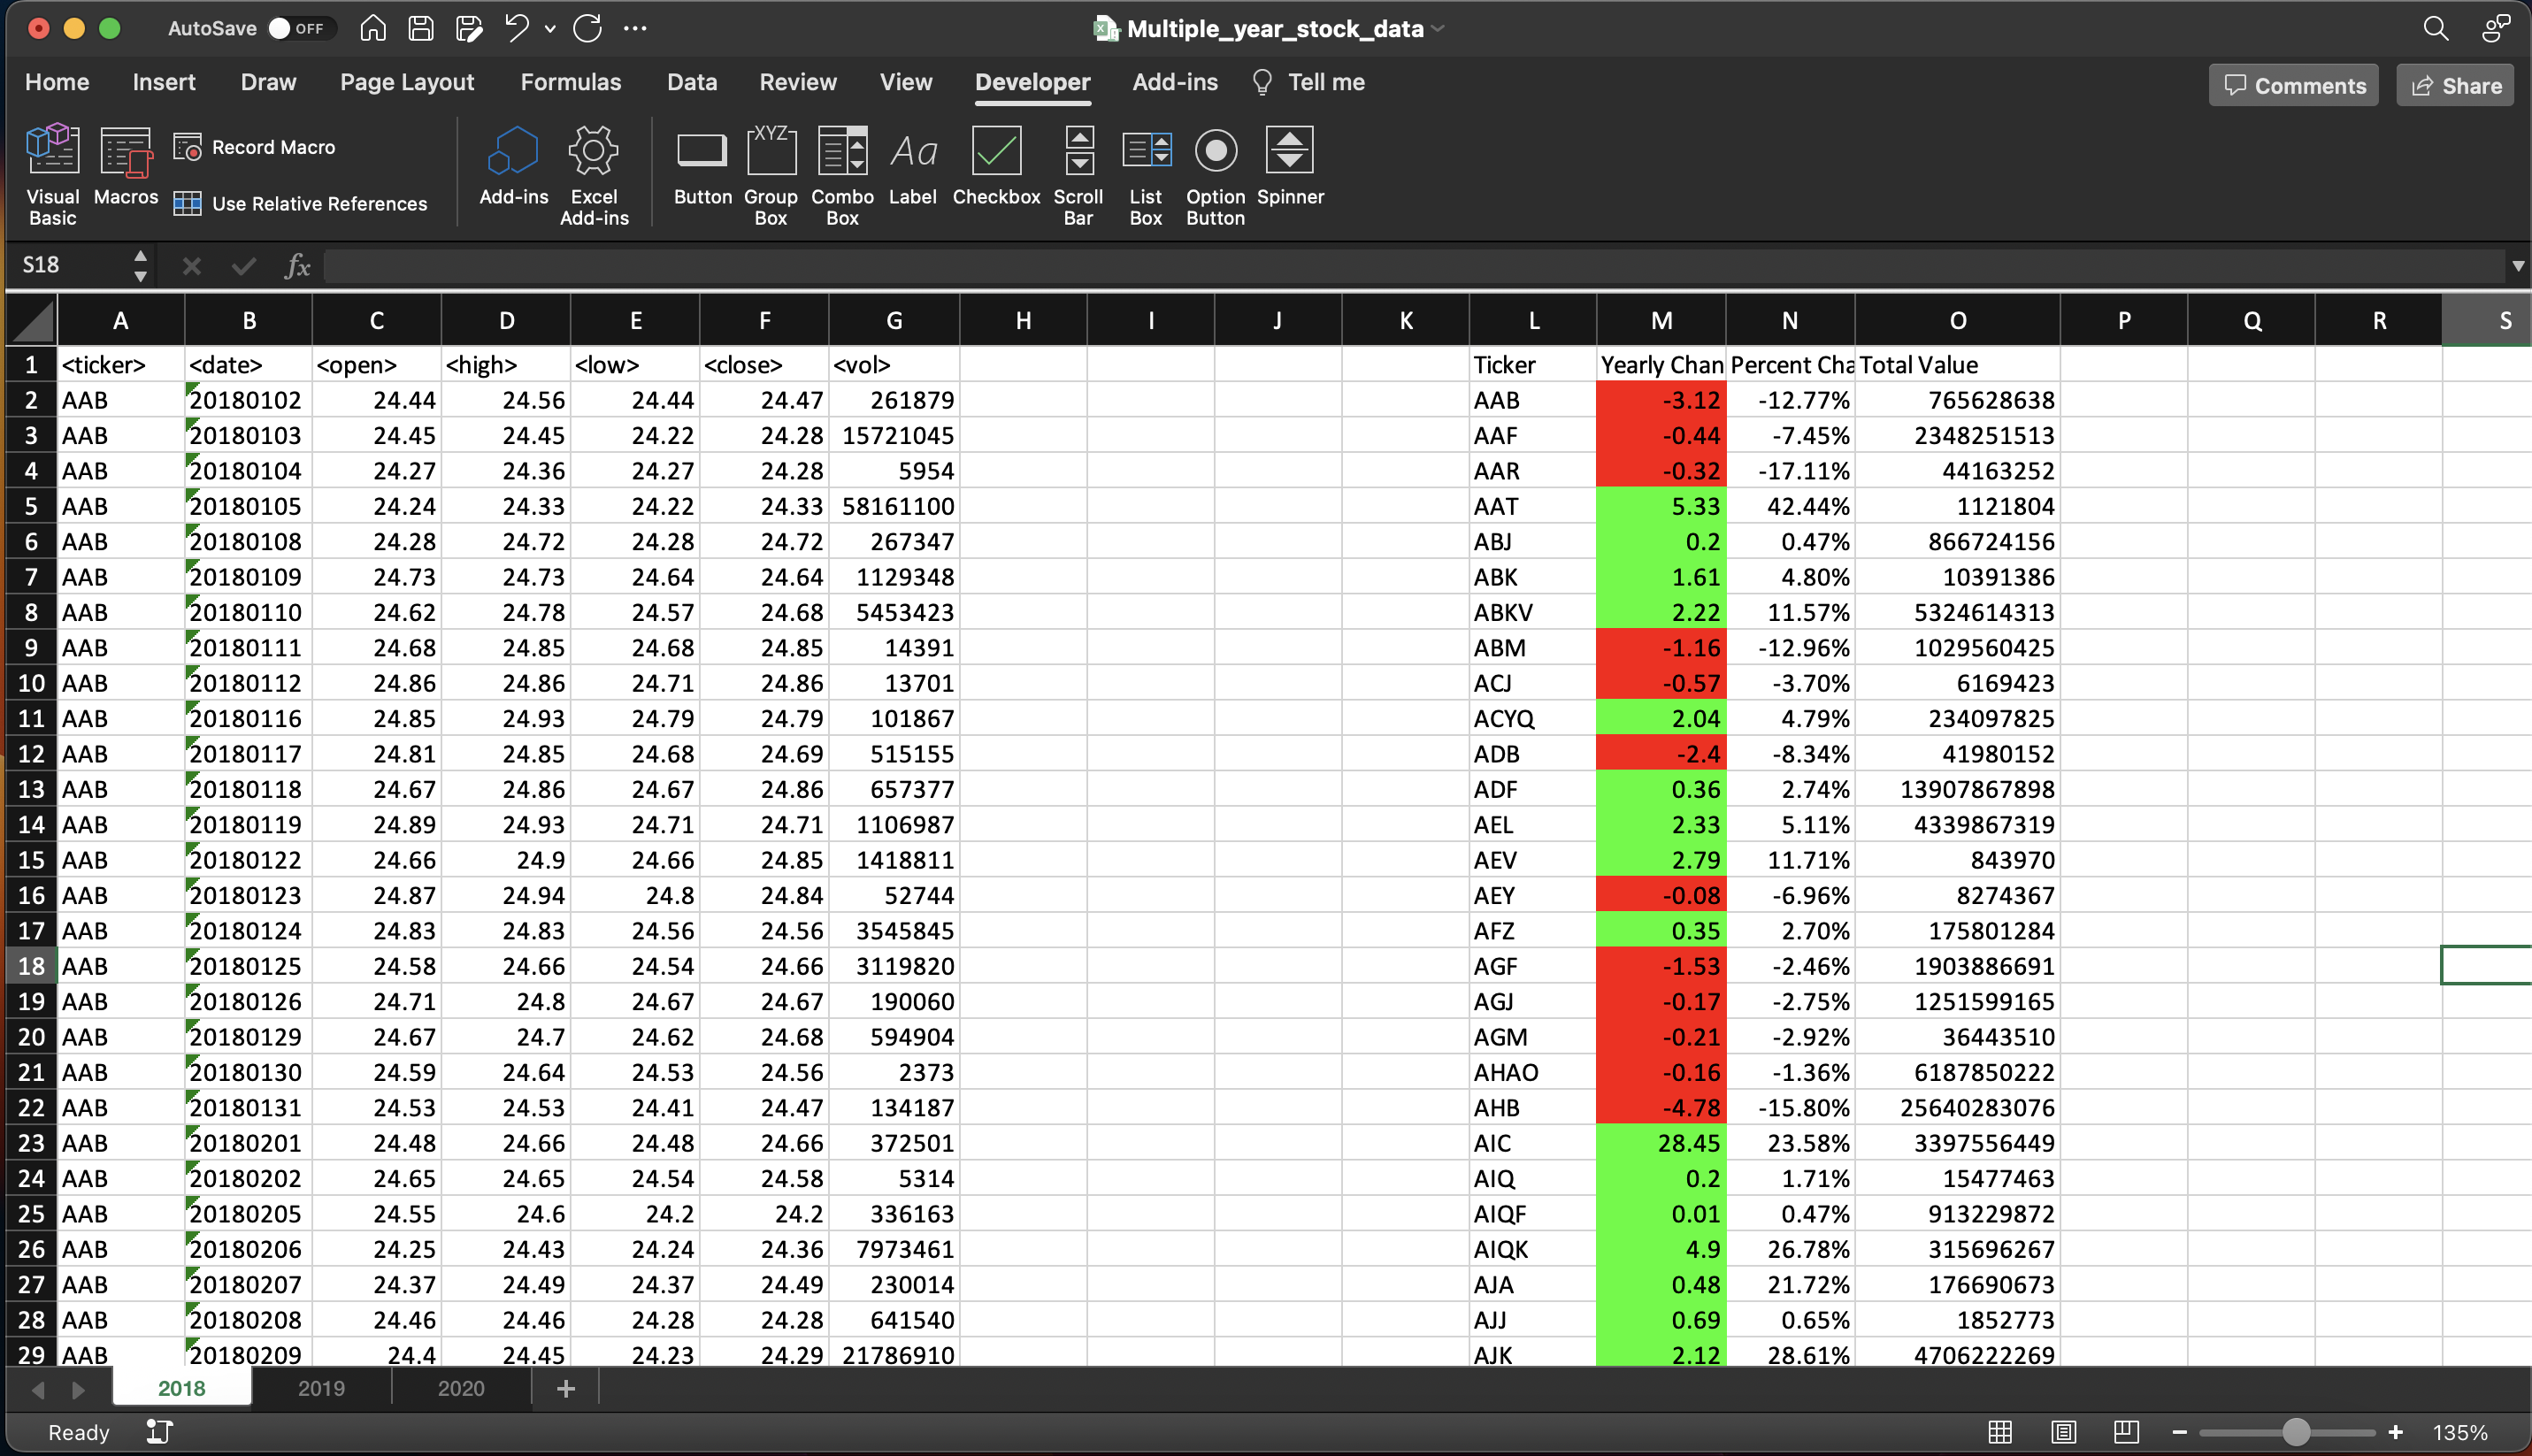 AutoSave OFF Multiple_year_stock_data
Home Insert Draw Page Layout Formulas Data Review View Developer Add-ins Tell me Comments Share
Visual Basic
Macros
Record Macro
Use Relative References
Add-ins
Excel Add-ins
Button
XYZ
Group Box
Combo Box
Aa
Label
Checkbox
Scroll Bar
List Box
Option Button
Spinner
S18 fx
A B C D E F G H I J K L M N O P Q R S
1 <ticker> <date> <open> <high> <low> <close> <vol> Ticker Yearly Chan Percent Cha Total Value
2 AAB 20180102 24.44 24.56 24.44 24.47 261879 AAB -3.12 -12.77% 765628638
3 AAB 20180103 24.45 24.45 24.22 24.28 15721045 AAF -0.44 -7.45% 2348251513
4 AAB 20180104 24.27 24.36 24.27 24.28 5954 AAR -0.32 -17.11% 44163252
5 AAB 20180105 24.24 24.33 24.22 24.33 58161100 AAT 5.33 42.44% 1121804
6 AAB 20180108 24.28 24.72 24.28 24.72 267347 ABJ 0.2 0.47% 866724156
7 AAB 20180109 24.73 24.73 24.64 24.64 1129348 ABK 1.61 4.80% 10391386
8 AAB 20180110 24.62 24.78 24.57 24.68 5453423 ABKV 2.22 11.57% 5324614313
9 AAB 20180111 24.68 24.85 24.68 24.85 14391 ABM -1.16 -12.96% 1029560425
10 AAB 20180112 24.86 24.86 24.71 24.86 13701 ACJ -0.57 -3.70% 6169423
11 AAB 20180116 24.85 24.93 24.79 24.79 101867 ACYQ 2.04 4.79% 234097825
12 AAB 20180117 24.81 24.85 24.68 24.69 515155 ADB -2.4 -8.34% 41980152
13 AAB 20180118 24.67 24.86 24.67 24.86 657377 ADF 0.36 2.74% 13907867898
14 AAB 20180119 24.89 24.93 24.71 24.71 1106987 AEL 2.33 5.11% 4339867319
15 AAB 20180122 24.66 24.9 24.66 24.85 1418811 AEV 2.79 11.71% 843970
16 AAB 20180123 24.87 24.94 24.8 24.84 52744 AEY -0.08 -6.96% 8274367
17 AAB 20180124 24.83 24.83 24.56 24.56 3545845 AFZ 0.35 2.70% 175801284
18 AAB 20180125 24.58 24.66 24.54 24.66 3119820 AGF -1.53 -2.46% 1903886691
19 AAB 20180126 24.71 24.8 24.67 24.67 190060 AGJ -0.17 -2.75% 1251599165
20 AAB 20180129 24.67 24.7 24.62 24.68 594904 AGM -0.21 -2.92% 36443510
21 AAB 20180130 24.59 24.64 24.53 24.56 2373 AHAO -0.16 -1.36% 6187850222
22 AAB 20180131 24.53 24.53 24.41 24.47 134187 AHB -4.78 -15.80% 25640283076
23 AAB 20180201 24.48 24.66 24.48 24.66 372501 AIC 28.45 23.58% 3397556449
24 AAB 20180202 24.65 24.65 24.54 24.58 5314 AIQ 0.2 1.71% 15477463
25 AAB 20180205 24.55 24.6 24.2 24.2 336163 AIQF 0.01 0.47% 913229872
26 AAB 20180206 24.25 24.43 24.24 24.36 7973461 AIQK 4.9 26.78% 315696267
27 AAB 20180207 24.37 24.49 24.37 24.49 230014 AJA 0.48 21.72% 176690673
28 AAB 20180208 24.46 24.46 24.28 24.28 641540 AJJ 0.69 0.65% 1852773
29 AAB 20180209 24.4 24.45 24.23 24.29 21786910 AJK 2.12 28.61% 4706222269
2018 2019 2020 +
Ready 135%